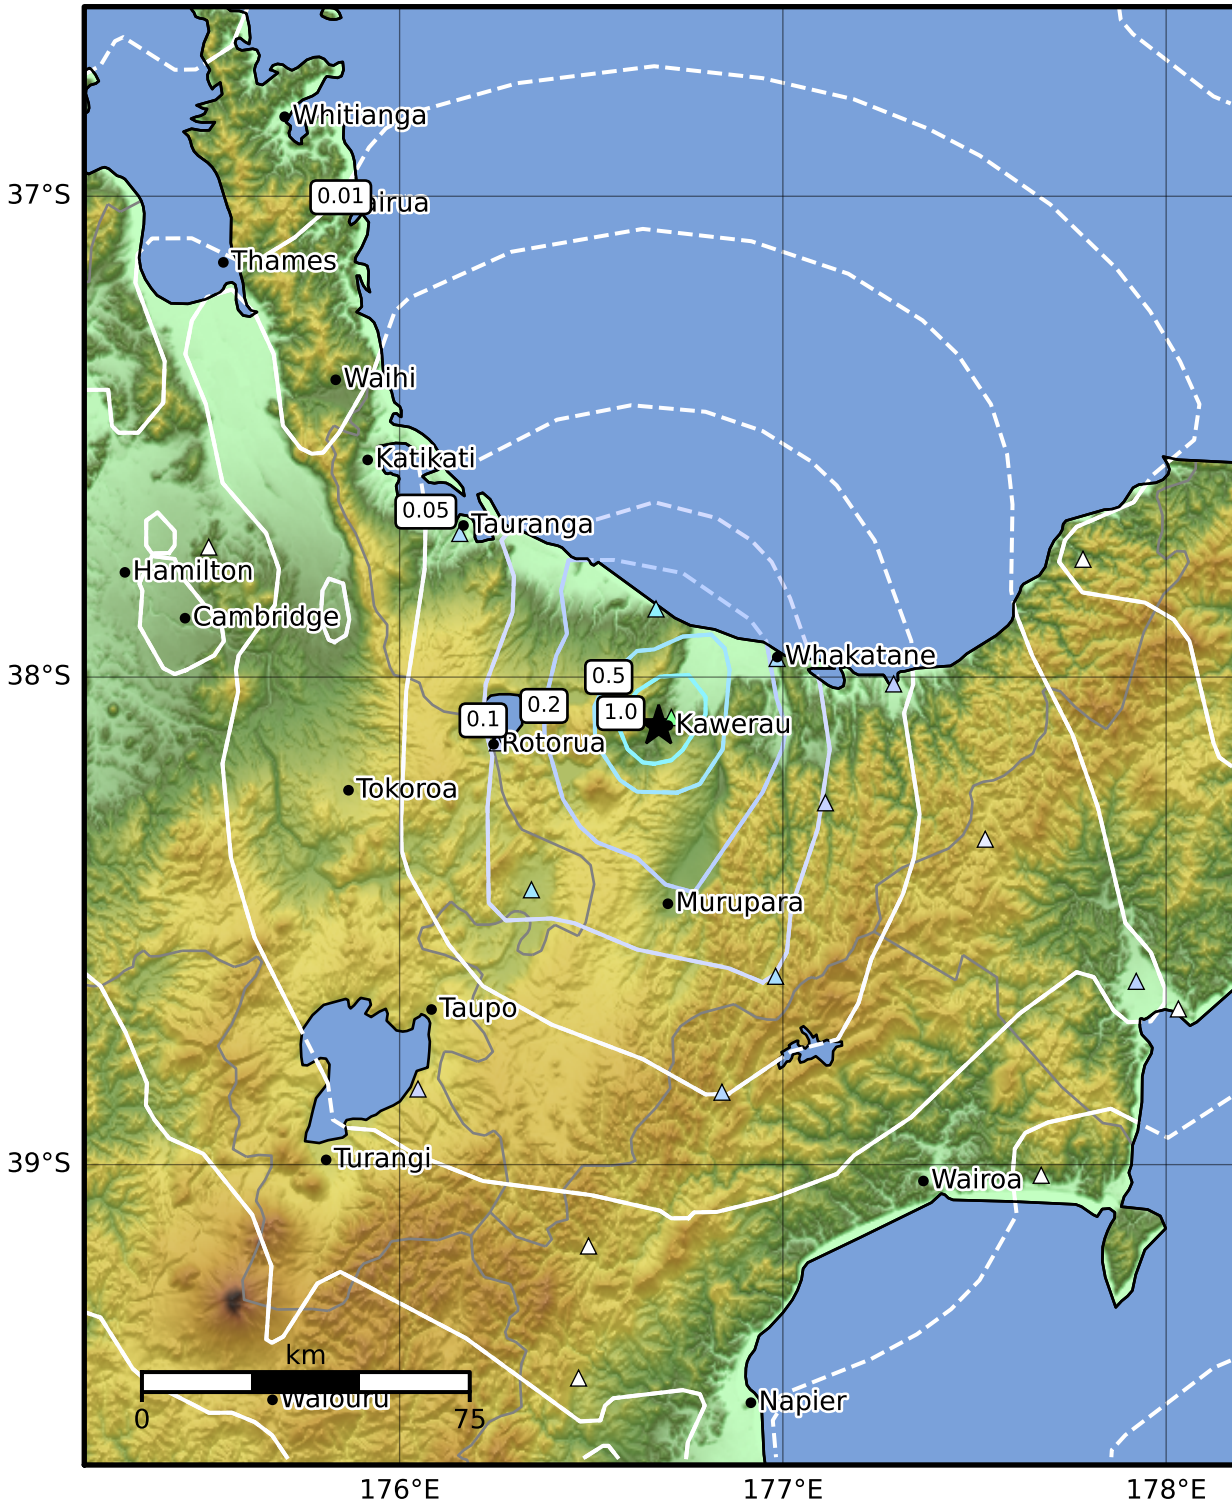 Whitianga
37°S
0.01
airua
Thames
Waihi
Katikati
0.05
Tauranga
Hamilton
Cambridge
Whakatane
38°S
0.5
0.2
1.0
0.1
Kawerau
Rotorua
Tokoroa
Murupara
Taupo
Turangi
39°S
Wairoa
km
Waiouru
0
75
Napier
176°E
177°E
178°E